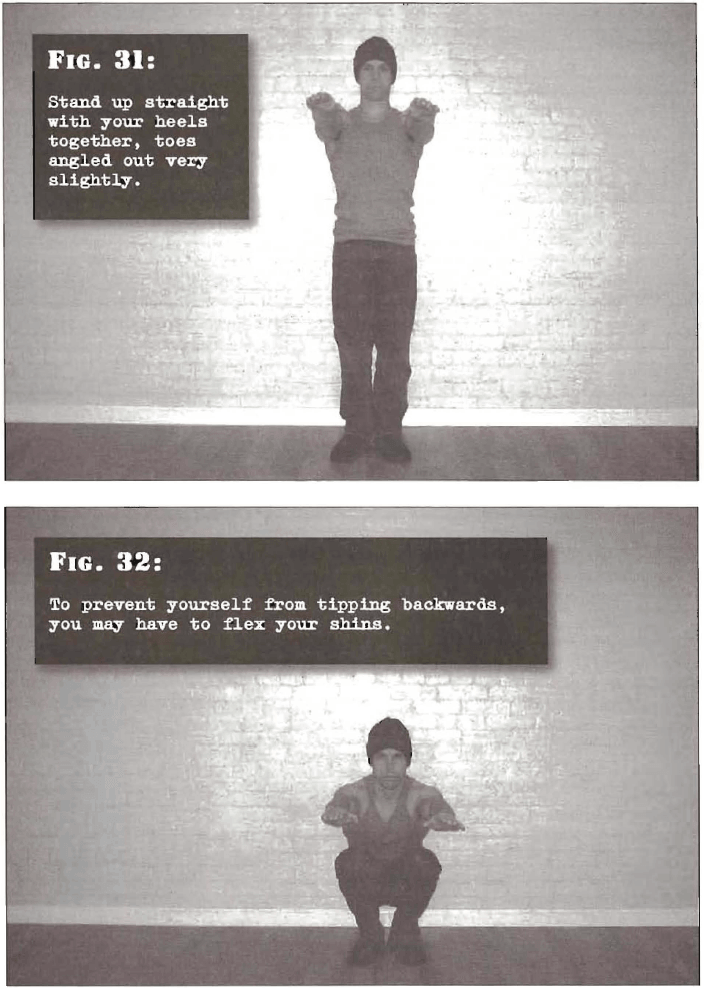 FIG. 31:
Stand up straight
with your heels
together, toes
angled out very
slightly.
FIG. 32:
To prevent yourself from tipping backwards,
you may have to flex your shins.